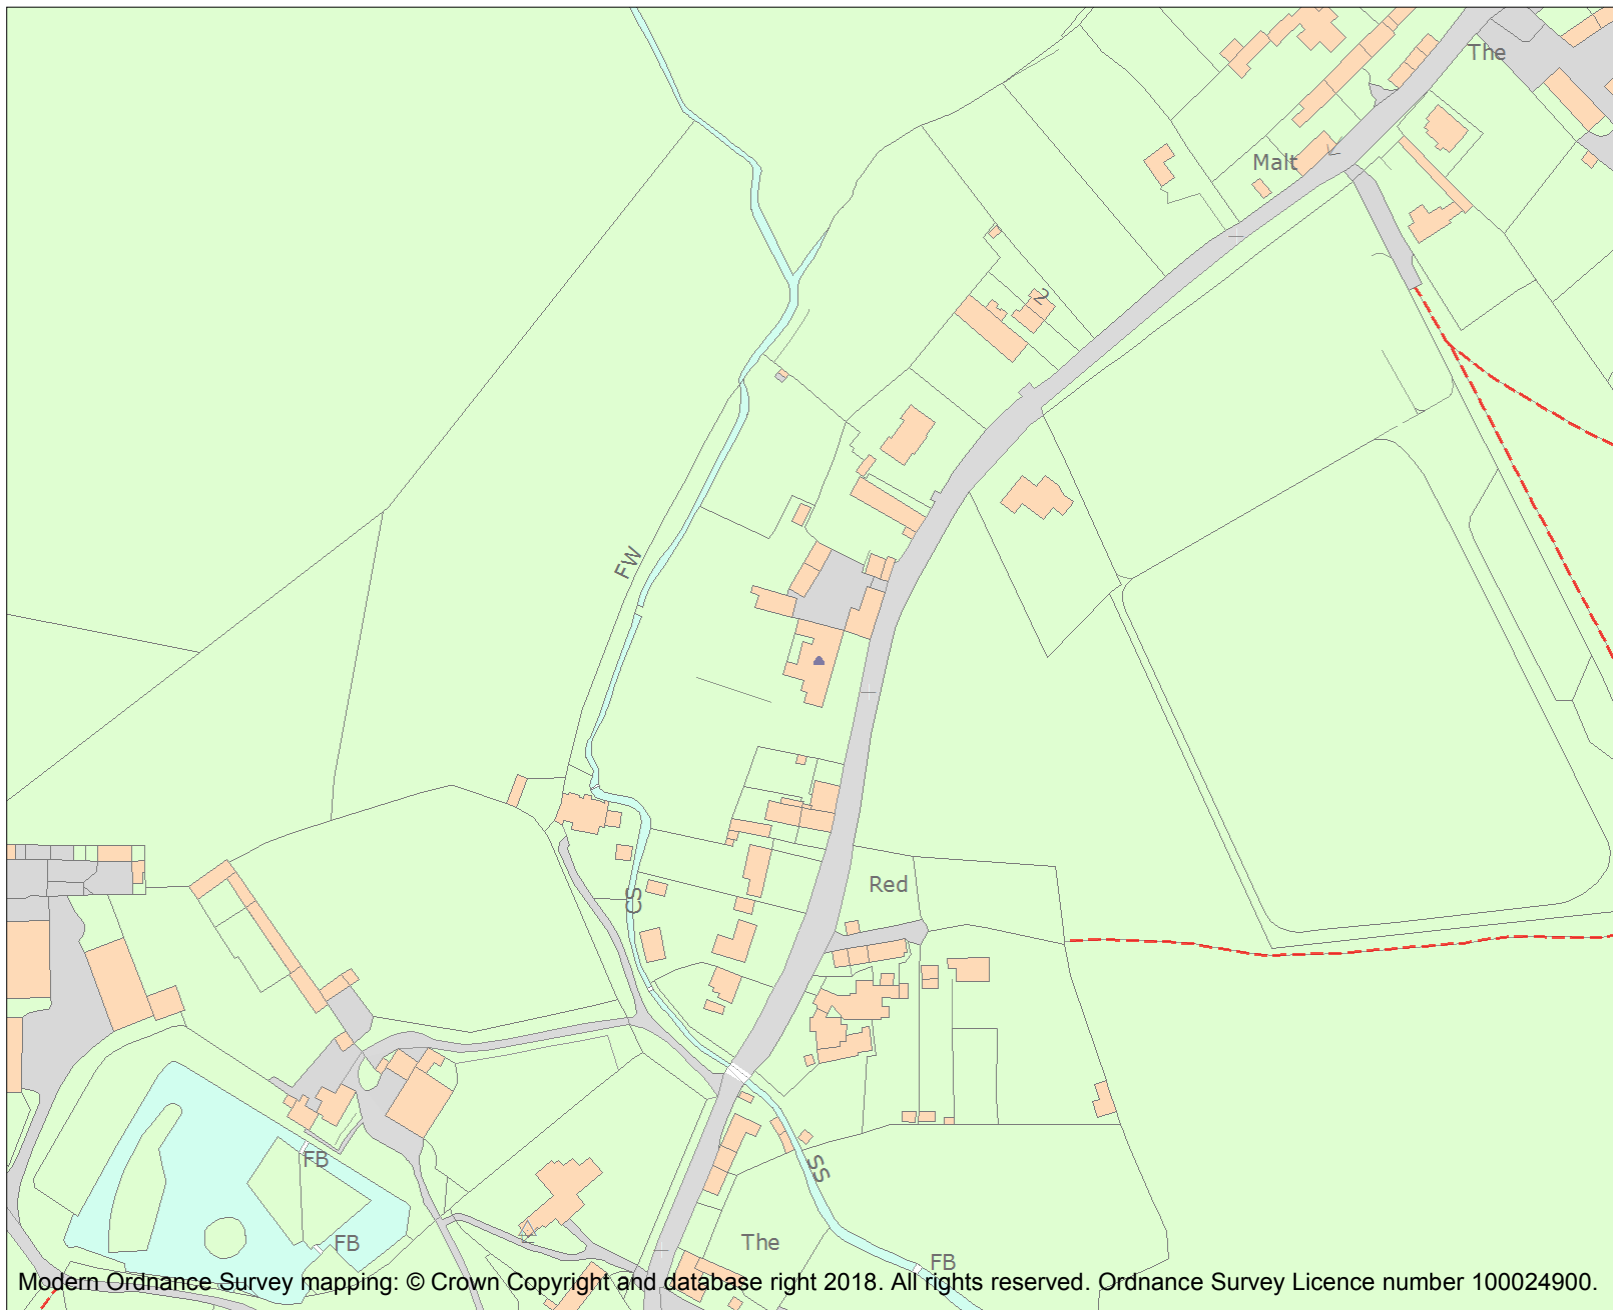 The
Malt
2
FW
Red
CS
FB
SS
FB
The
FB
Modern Ordnance Survey mapping: © Crown Copyright and database right 2018. All rights reserved. Ordnance Survey Licence number 100024900.